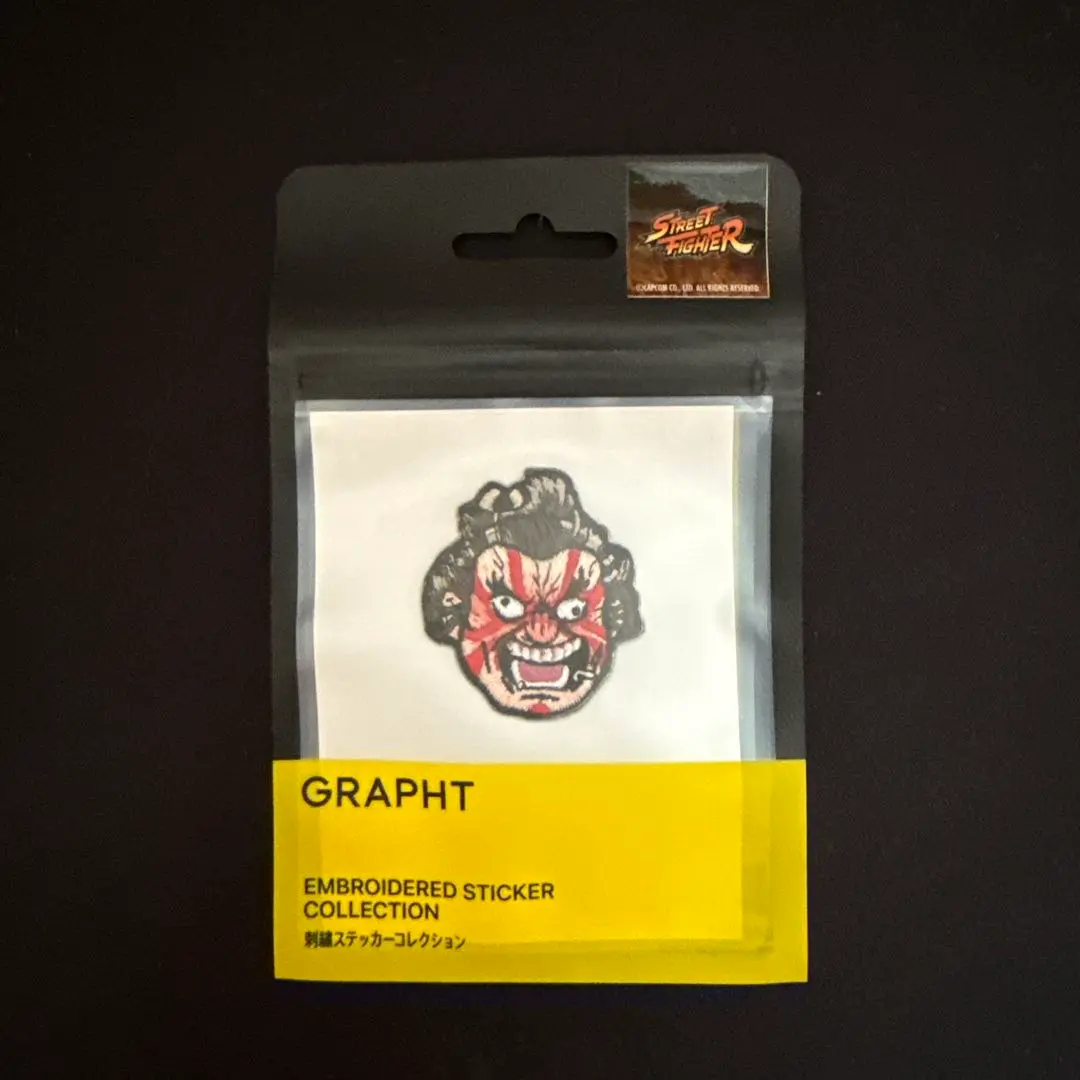 STREET
FIGHTER
©CAPCOM CO., LTD. ALL RIGHTS RESERVED.
GRAPHT
EMBROIDERED STICKER
COLLECTION
刺繍ステッカーコレクション